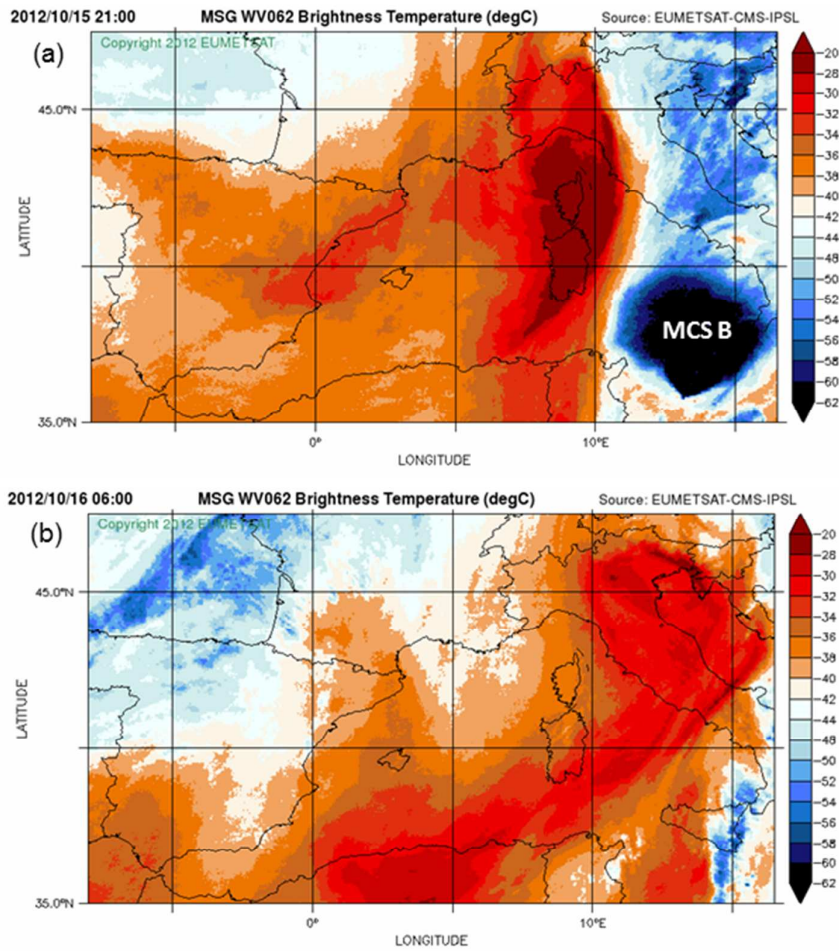 2012/10/15 21:00 MSG WV062 Brightness Temperature (degC) Source: EUMETSAT-CMS-IPSL
(a)
Copyright 2012 EUMETSAT
45.0°N
35.0°N
LATITUDE
0°
10°E
LONGITUDE
MCS B
-20
-26
-28
-30
-32
-34
-36
-38
-40
-42
-44
-46
-48
-50
-52
-54
-56
-58
-60
-62
2012/10/16 06:00 MSG WV062 Brightness Temperature (degC) Source: EUMETSAT-CMS-IPSL
(b)
Copyright 2012 EUMETSAT
45.0°N
35.0°N
LATITUDE
0°
10°E
LONGITUDE
-20
-26
-28
-30
-32
-34
-36
-38
-40
-42
-44
-46
-48
-50
-52
-54
-56
-58
-60
-62